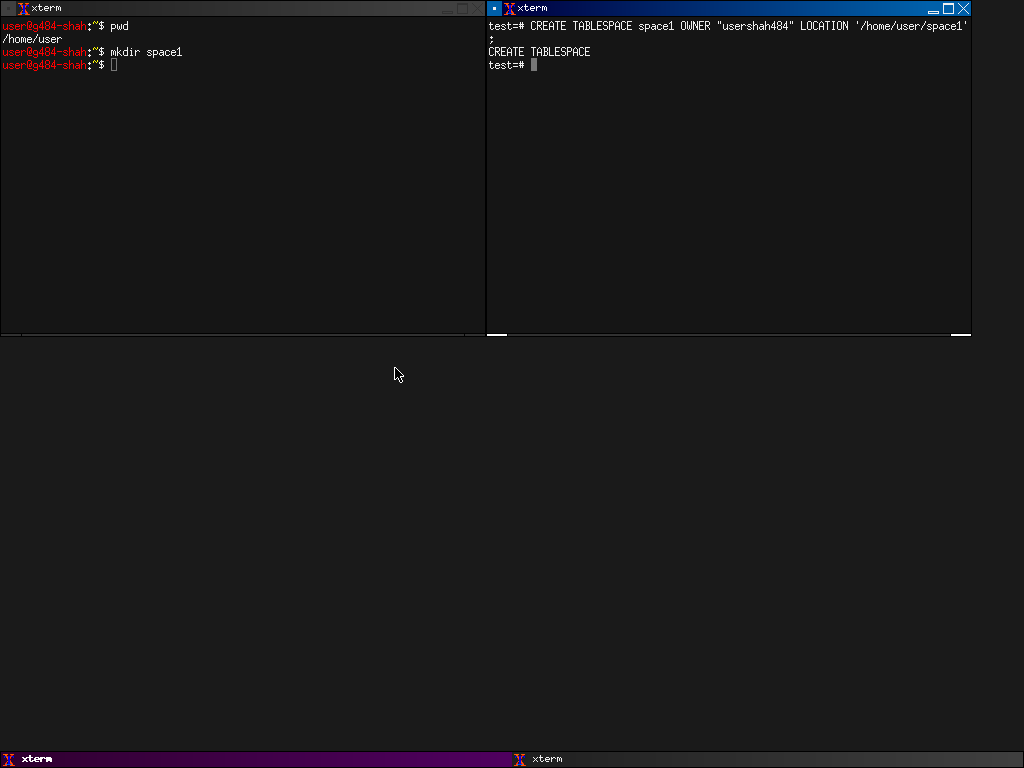 xterm
user@g484-shah:~$ pwd
/home/user
user@g484-shah:~$ mkdir space1
user@g484-shah:~$
xterm
test=# CREATE TABLESPACE space1 OWNER "usershah484" LOCATION '/home/user/space1'
;
CREATE TABLESPACE
test=#
xterm
xterm